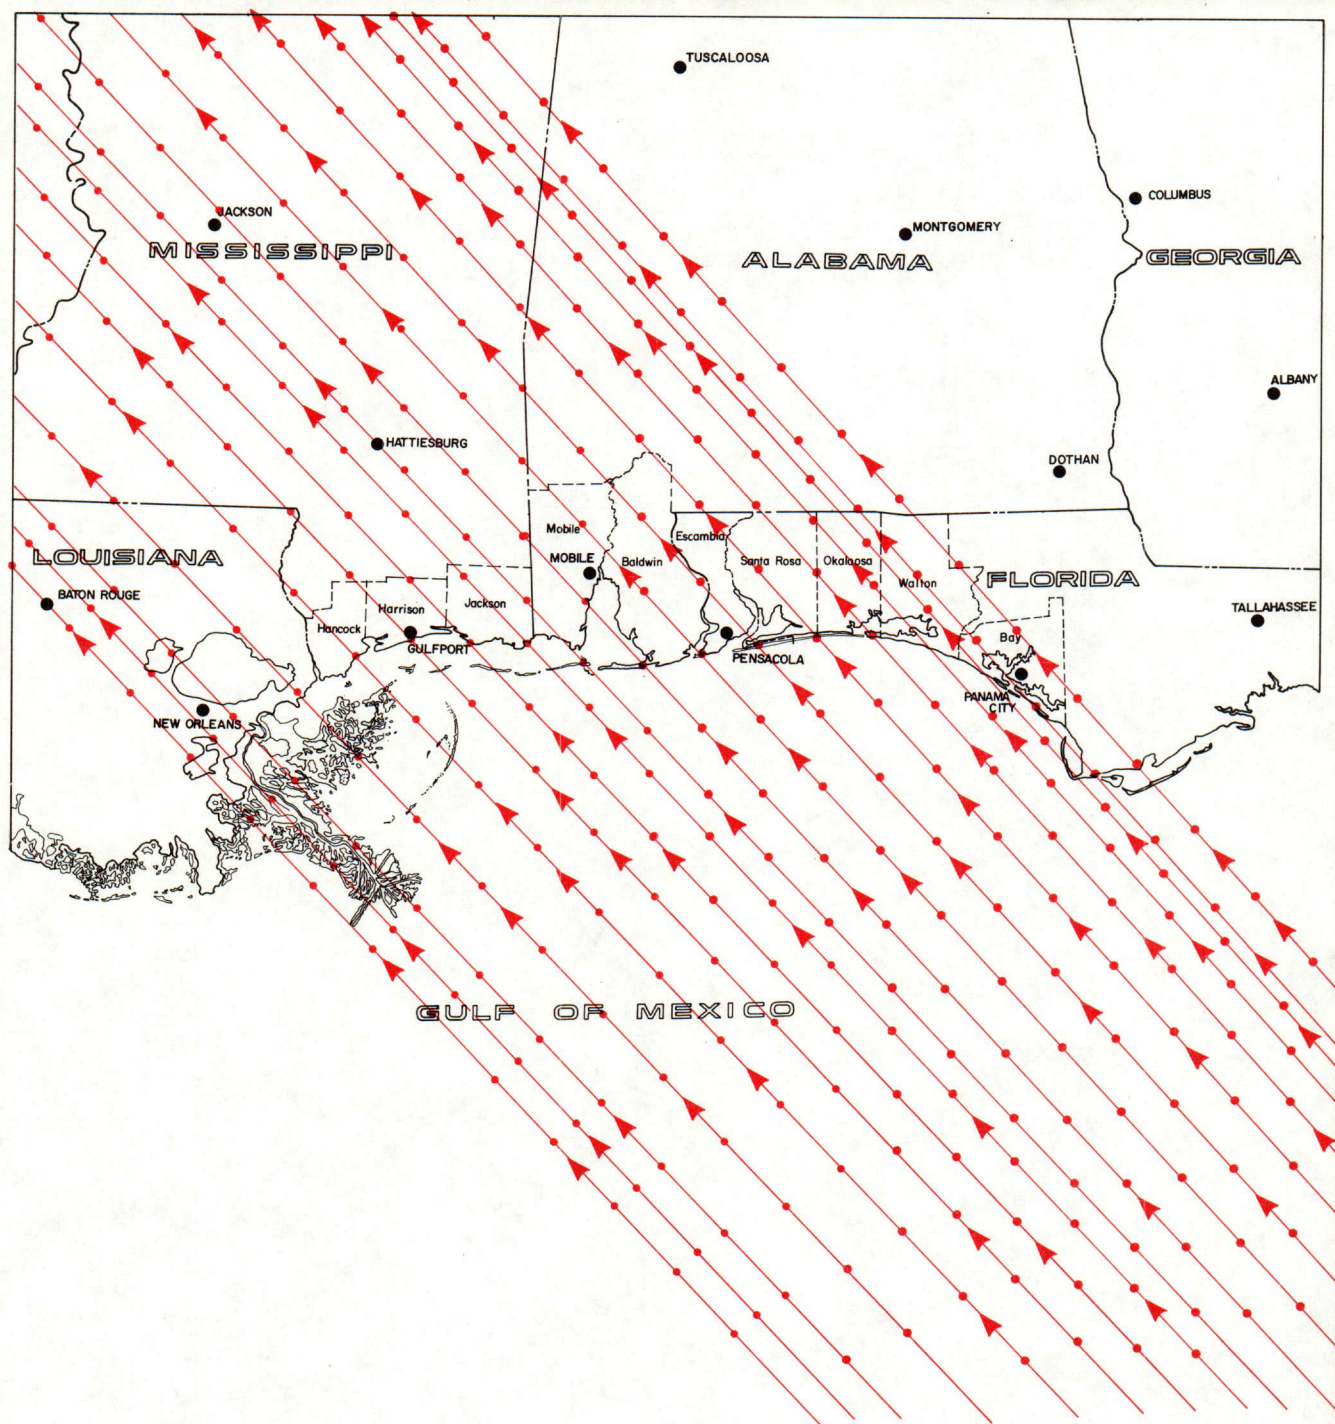 TUSCALOOSA
COLUMBUS
JACKSON
MONTGOMERY
MISSISSIPPI
ALABAMA
GEORGIA
ALBANY
HATTIESBURG
DOTHAN
Mobile
Escambia
LOUISIANA
MOBILE
Baldwin
Santa Rosa
Okaloosa
Walton
FLORIDA
BATON ROUGE
Harrison
Jackson
TALLAHASSEE
Hancock
GULFPORT
Bay
PENSACOLA
PANAMA
CITY
NEW ORLEANS
GULF OF MEXICO